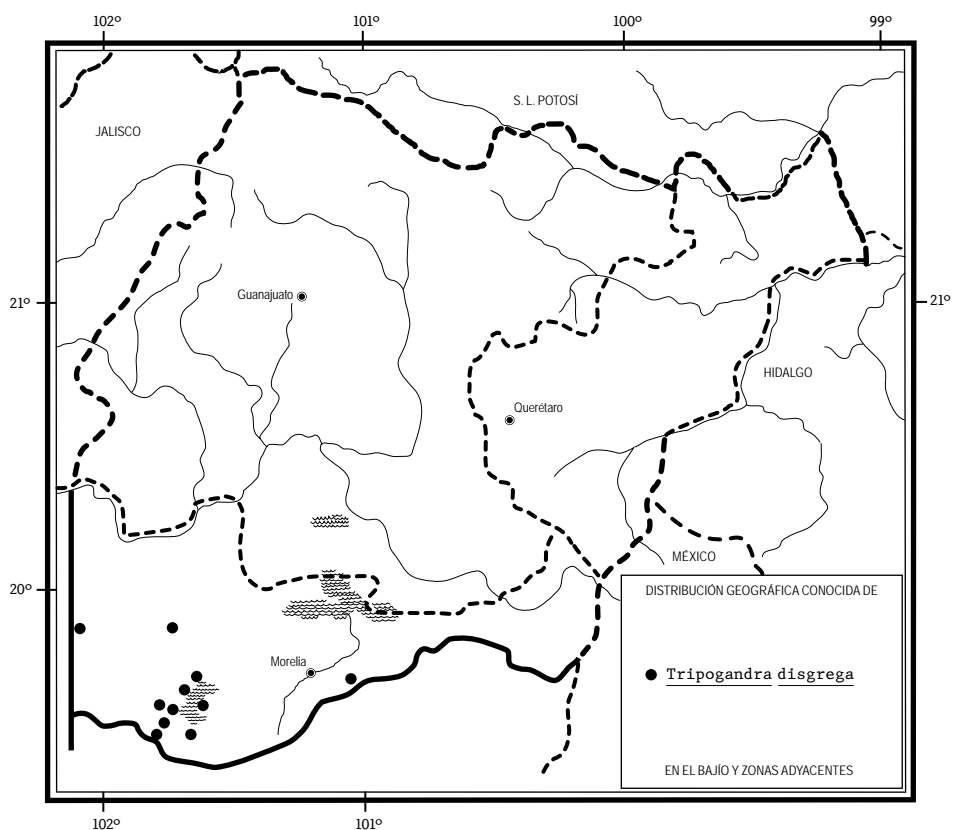 102º 101º 100º 99º
S. L. POTOSÍ
JALISCO
Guanajuato
21º 21º
HIDALGO
Querétaro
MÉXICO
20º
DISTRIBUCIÓN GEOGRÁFICA CONOCIDA DE
Morelia
Tripogandra disgrega
EN EL BAJÍO Y ZONAS ADYACENTES
102º 101º